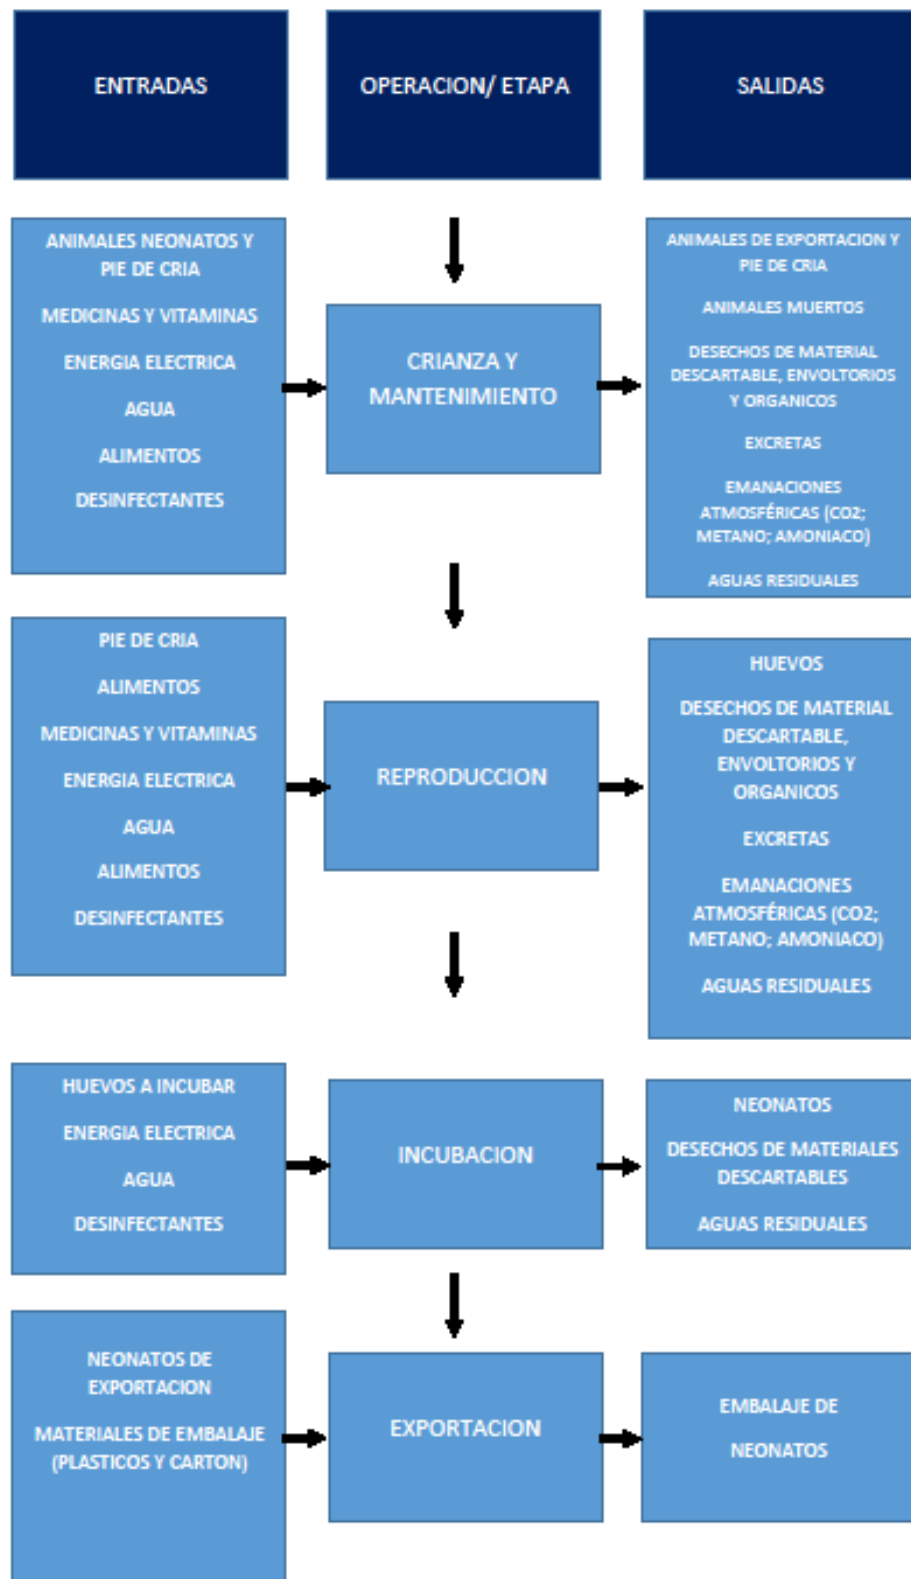 ENTRADAS
OPERACION/ ETAPA
SALIDAS
ANIMALES NEONATOS Y
PIE DE CRIA
MEDICINAS Y VITAMINAS
ENERGIA ELECTRICA
AGUA
ALIMENTOS
DESINFECTANTES
CRIANZA Y
MANTENIMIENTO
ANIMALES DE EXPORTACION Y
PIE DE CRIA
ANIMALES MUERTOS
DESECHOS DE MATERIAL
DESCARTABLE, ENVOLTORIOS
Y ORGANICOS
EXCRETAS
EMANACIONES
ATMOSFÉRICAS (CO2;
METANO; AMONIACO)
AGUAS RESIDUALES
PIE DE CRIA
ALIMENTOS
MEDICINAS Y VITAMINAS
ENERGIA ELECTRICA
AGUA
ALIMENTOS
DESINFECTANTES
REPRODUCCION
HUEVOS
DESECHOS DE MATERIAL
DESCARTABLE,
ENVOLTORIOS Y
ORGANICOS
EXCRETAS
EMANACIONES
ATMOSFÉRICAS (CO2;
METANO; AMONIACO)
AGUAS RESIDUALES
HUEVOS A INCUBAR
ENERGIA ELECTRICA
AGUA
DESINFECTANTES
INCUBACION
NEONATOS
DESECHOS DE MATERIALES
DESCARTABLES
AGUAS RESIDUALES
NEONATOS DE
EXPORTACION
MATERIALES DE EMBALAJE
(PLASTICOS Y CARTON)
EXPORTACION
EMBALAJE DE
NEONATOS